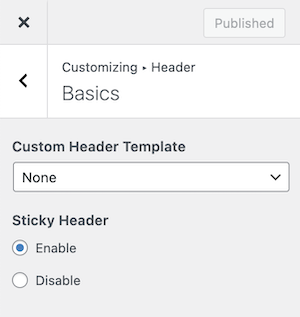 Published
Customizing ▸ Header
Basics
Custom Header Template
None
Sticky Header
Enable
Disable